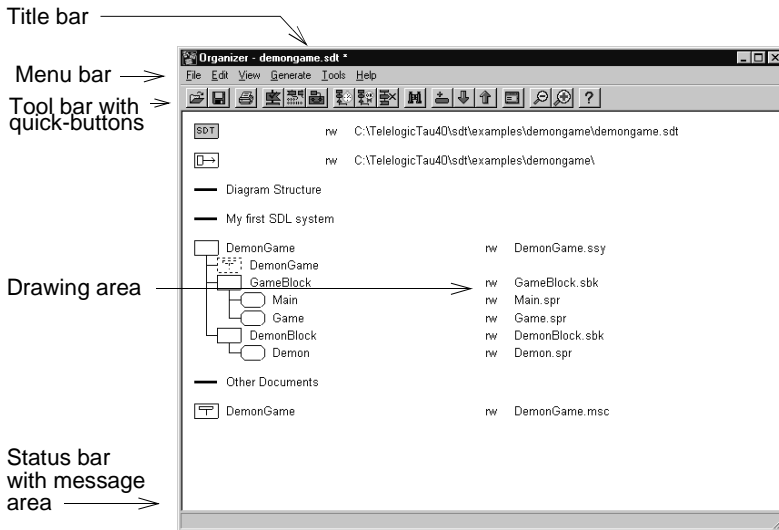 Title bar
Organizer - demongame.sdt *
Menu bar
File Edit View Generate Tools Help
Tool bar with
quick-buttons
SDT rw C:\TelelogicTau40\sdt\examples\demongame\demongame.sdt
rw C:\TelelogicTau40\sdt\examples\demongame\
Diagram Structure
My first SDL system
DemonGame rw DemonGame.ssy
DemonGame
GameBlock rw GameBlock.sbk
Drawing area
Main rw Main.spr
Game rw Game.spr
DemonBlock rw DemonBlock.sbk
Demon rw Demon.spr
Other Documents
DemonGame rw DemonGame.msc
Status bar
with message
area